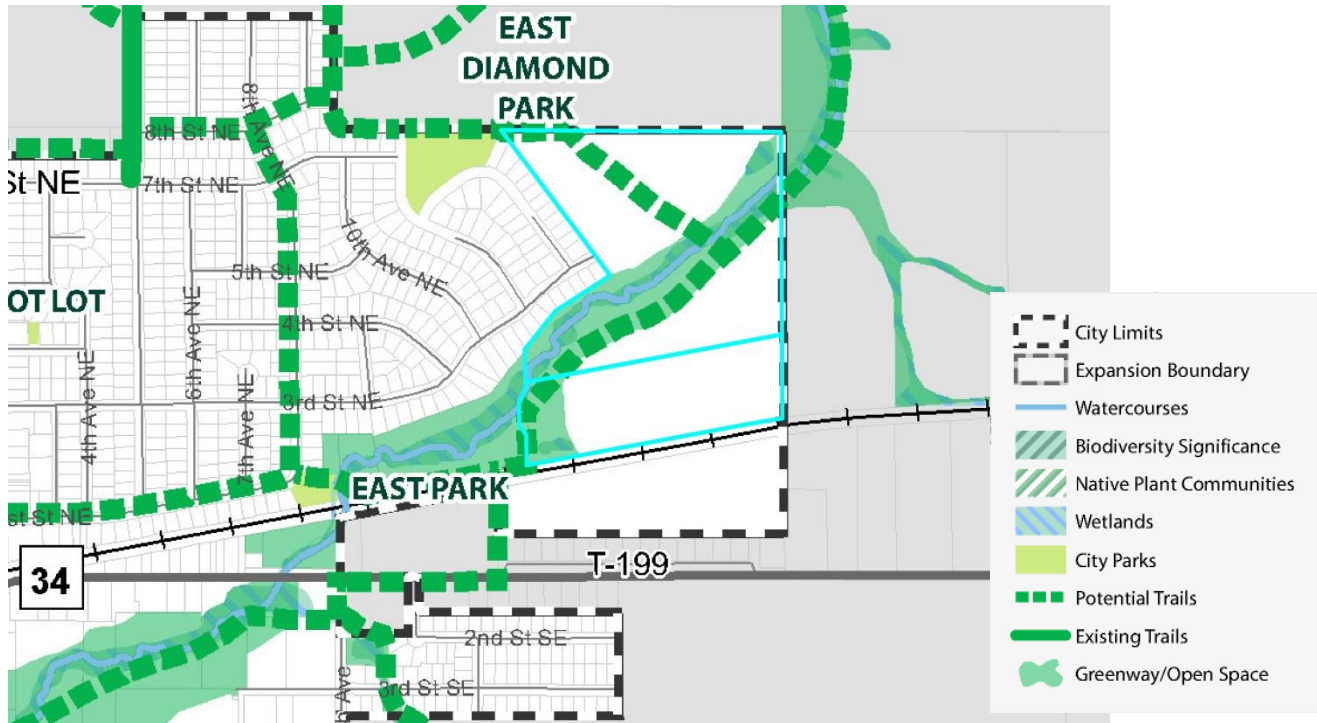 EAST
DIAMOND
PARK
8th Ave NE
8th St NE
St NE
7th St NE
10th Ave NE
5th St NE
OT LOT
6th Ave NE
4th St NE
4th Ave NE
3rd St NE
7th Ave NE
EAST PARK
st St NE
34
T-199
2nd St SE
3rd St SE
h Ave
City Limits
Expansion Boundary
Watercourses
Biodiversity Significance
Native Plant Communities
Wetlands
City Parks
Potential Trails
Existing Trails
Greenway/Open Space